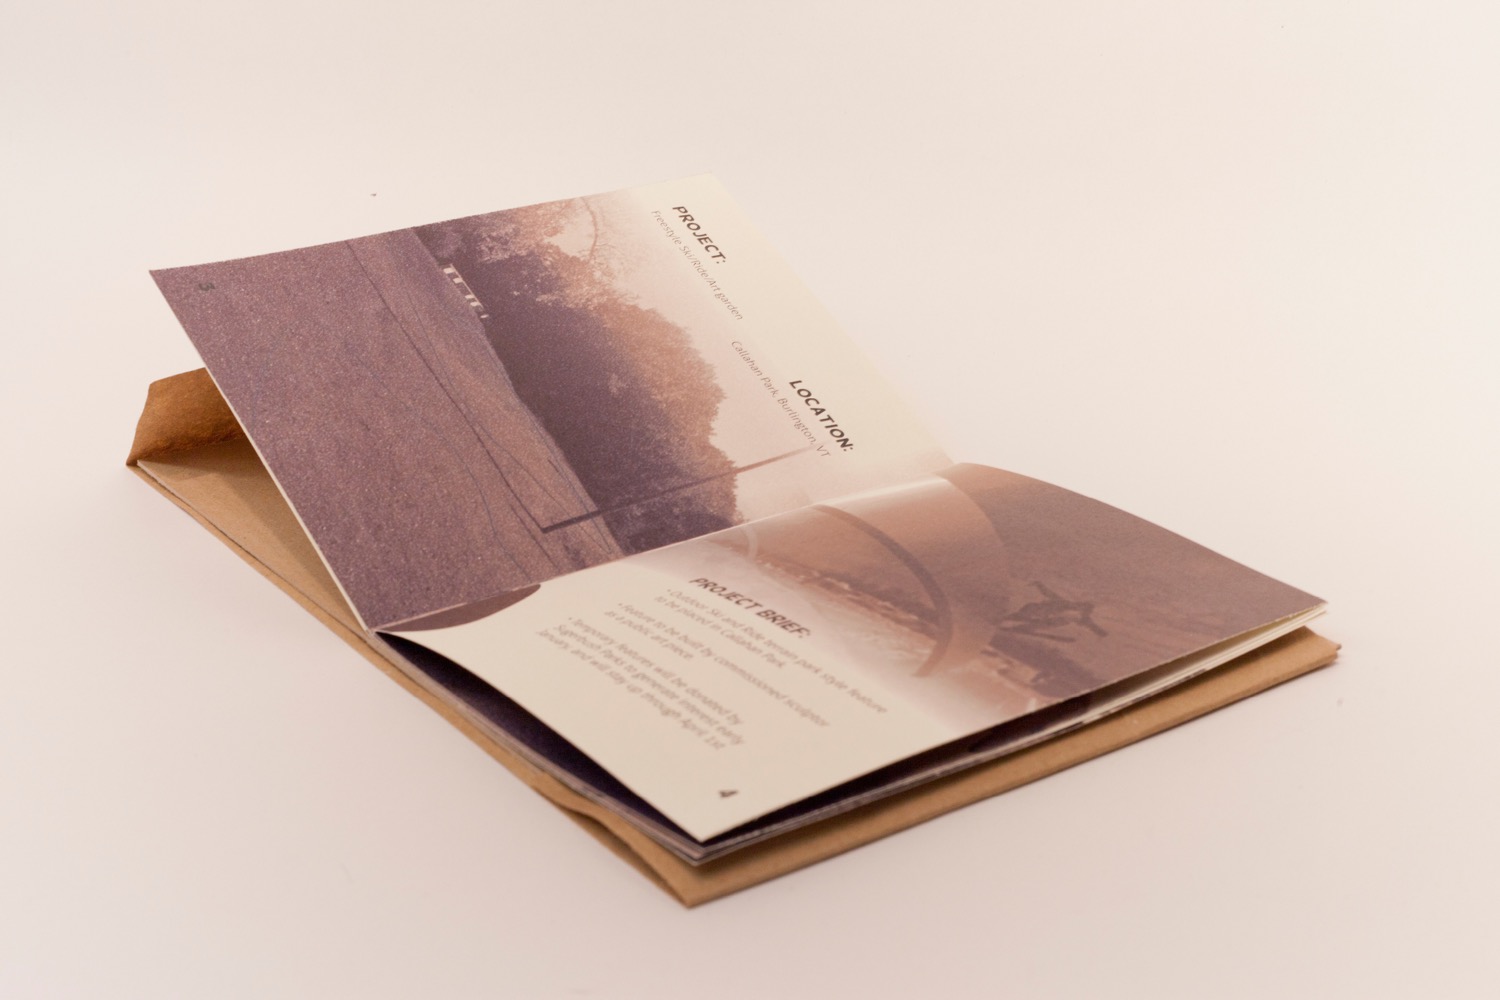 PROJECT:
Freestyle Ski/Ride/Art garden
LOCATION:
Callahan Park, Burlington, VT
3
PROJECT BRIEF:
• Outdoor Ski and Ride terrain park style feature
to be placed in Callahan Park.
• Feature to be built by commissioned sculptor
as a public art piece.
• Temporary features will be donated by
Sugarbush Parks to generate interest early
January and will stay up through April 1st
4